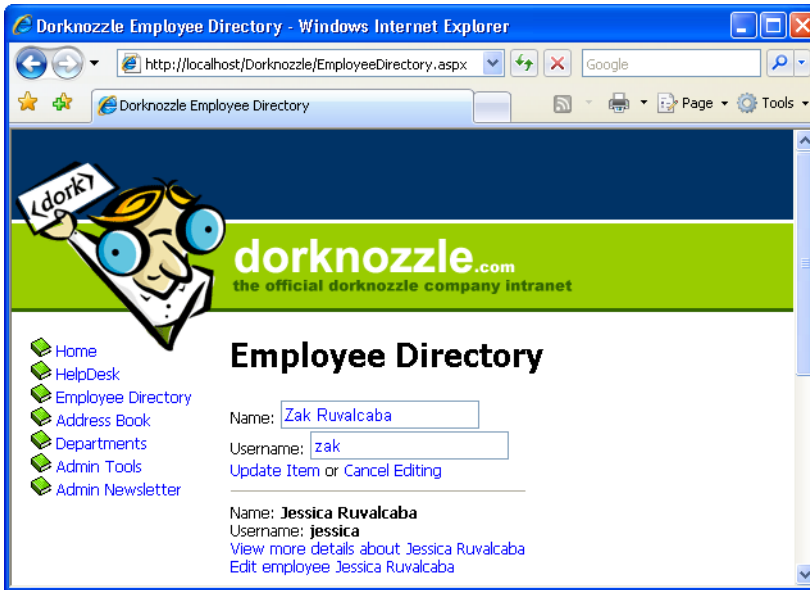 Dorknozzle Employee Directory - Windows Internet Explorer
http://localhost/Dorknozzle/EmployeeDirectory.aspx
Google
Dorknozzle Employee Directory
Page
Tools
<dork>
dorknozzle.com
the official dorknozzle company intranet
Home
HelpDesk
Employee Directory
Address Book
Departments
Admin Tools
Admin Newsletter
Employee Directory
Name: Zak Ruvalcaba
Username: zak
Update Item or Cancel Editing
Name: Jessica Ruvalcaba
Username: jessica
View more details about Jessica Ruvalcaba
Edit employee Jessica Ruvalcaba